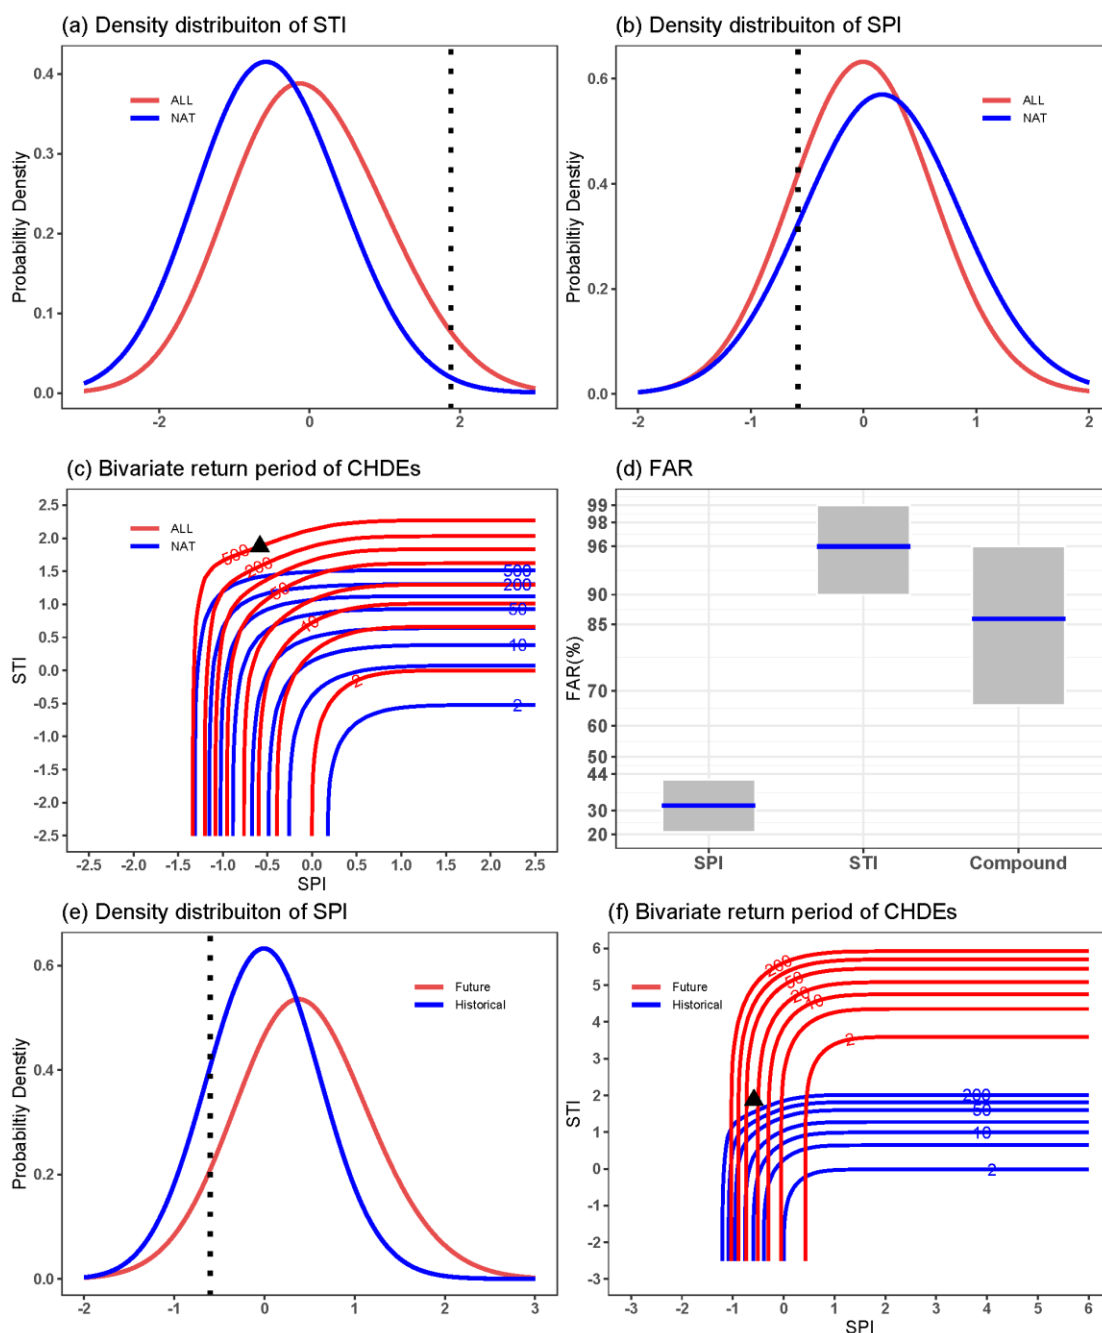 (a) Density distribuiton of STI
Probabiltiy Denstiy
0.4
0.3
0.2
0.1
0.0
ALL
NAT
-2 0 2
(b) Density distribuiton of SPI
Probabiltiy Denstiy
0.6
0.4
0.2
0.0
ALL
NAT
-2 -1 0 1 2
(c) Bivariate return period of CHDEs
STI
2.5
2.0
1.5
1.0
0.5
0.0
-0.5
-1.0
-1.5
-2.0
-2.5
ALL
NAT
500
200
50
10
2
500
200
50
10
2
-2.5 -2.0 -1.5 -1.0 -0.5 0.0 0.5 1.0 1.5 2.0 2.5
SPI
(d) FAR
FAR(%)
99
98
96
90
85
70
60
50
44
30
20
SPI STI Compound
(e) Density distribuiton of SPI
Probabiltiy Denstiy
0.6
0.4
0.2
0.0
Future
Historical
-2 -1 0 1 2 3
(f) Bivariate return period of CHDEs
STI
6
5
4
3
2
1
0
-1
-2
-3
Future
Historical
200
50
20
10
2
200
50
10
2
-3 -2 -1 0 1 2 3 4 5 6
SPI